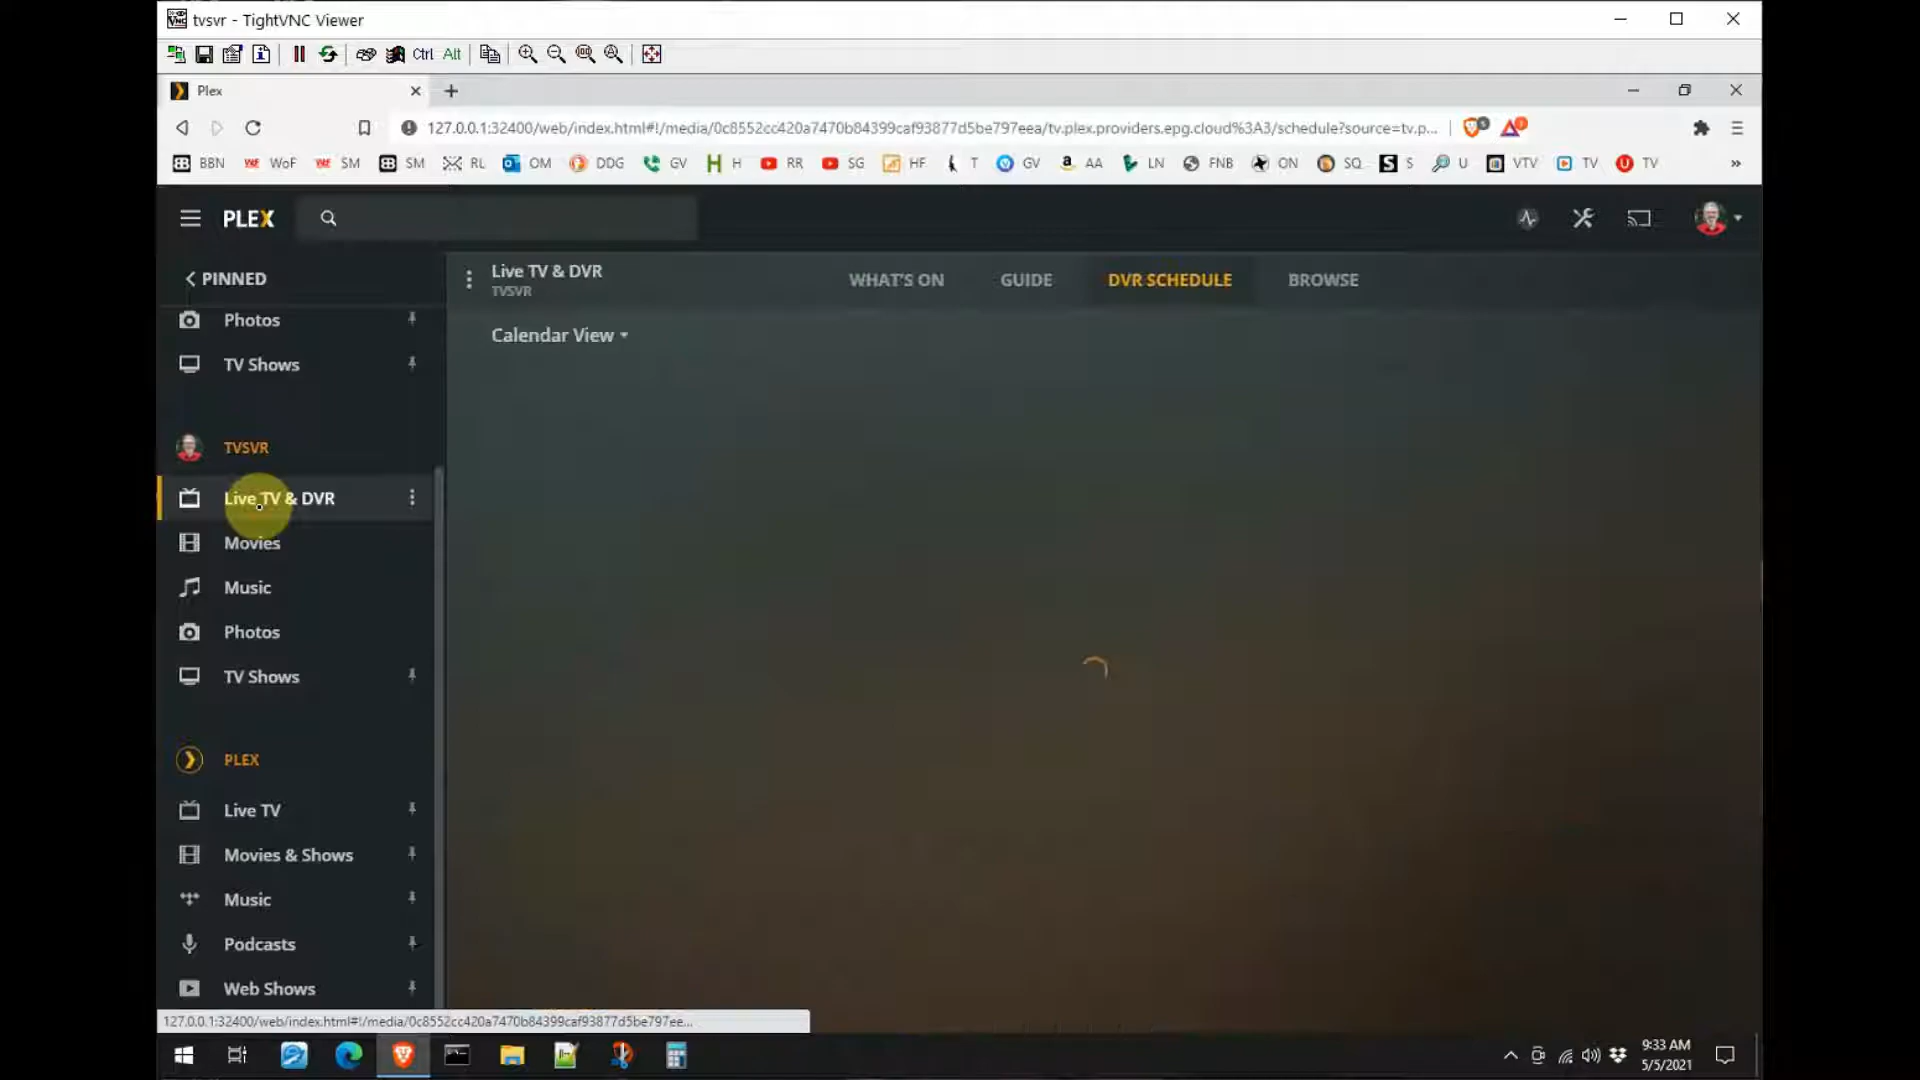 tvsvr - TightVNC Viewer
Ctrl Alt
Plex
127.0.0.1:32400/web/index.html#!/media/0c8552cc420a7470b84399caf93877d5be797eea/tv.plex.providers.epg.cloud%3A3/schedule?source=tv.p...
BBN WoF SM SM RL OM DDG GV H RR SG HF T GV AA LN FNB ON SQ S U VTV TV TV »
PLEX
PINNED
Live TV & DVR
TVSVR
WHAT'S ON GUIDE DVR SCHEDULE BROWSE
Calendar View
Photos
TV Shows
TVSVR
Live TV & DVR
Movies
Music
Photos
TV Shows
PLEX
Live TV
Movies & Shows
Music
Podcasts
Web Shows
127.0.0.1:32400/web/index.html#!/media/0c8552cc420a7470b84399caf93877d5be797ee...
9:33 AM
5/5/2021